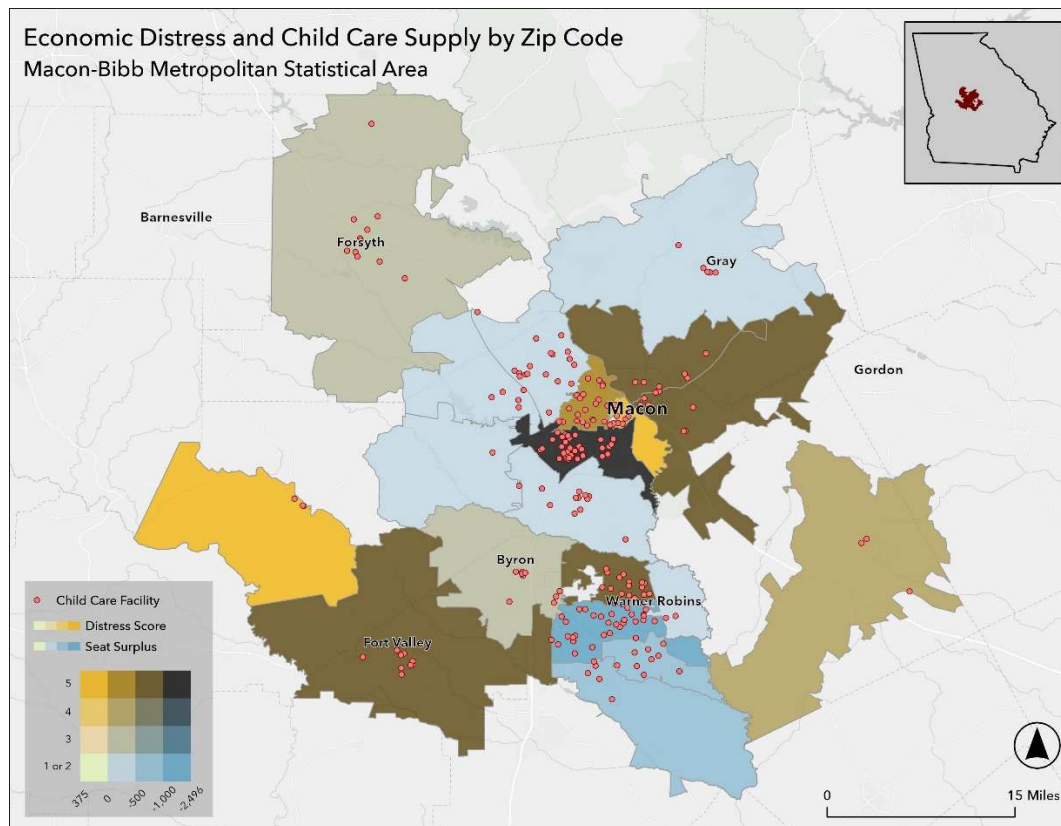 Economic Distress and Child Care Supply by Zip Code
Macon-Bibb Metropolitan Statistical Area
Barnesville
Forsyth
Gray
Gordon
Macon
Byron
Warner Robins
Fort Valley
Child Care Facility
Distress Score
Seat Surplus
5
4
3
1 or 2
375
0
-500
-1,000
-2,496
0
15 Miles